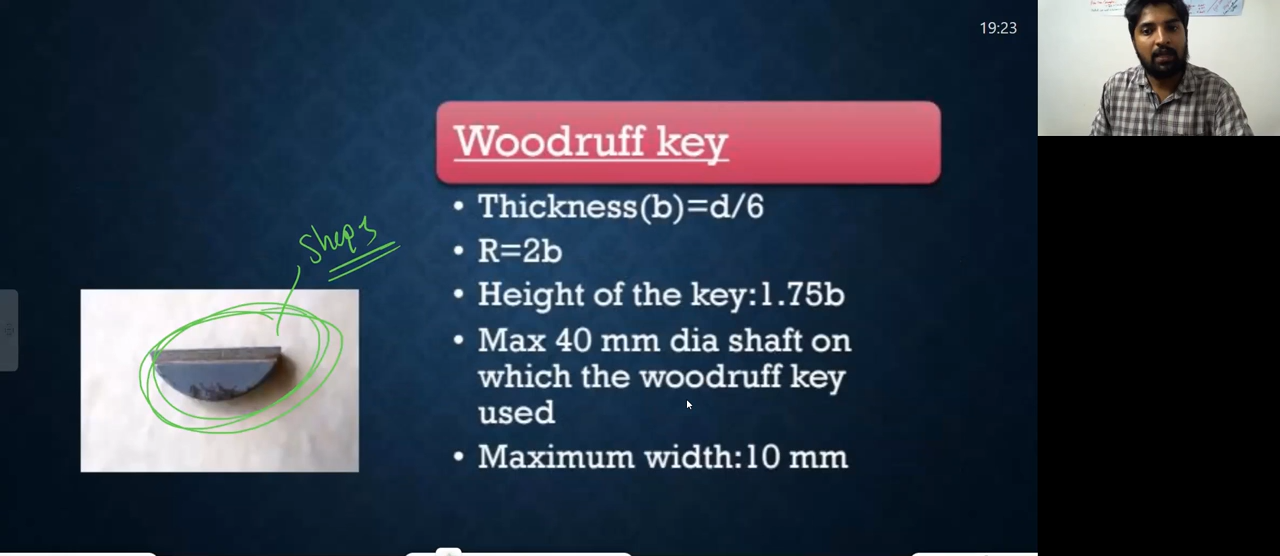 19:23
Woodruff key
• Thickness(b)=d/6
• R=2b
• Height of the key:1.75b
• Max 40 mm dia shaft on
which the woodruff key
used
• Maximum width:10 mm